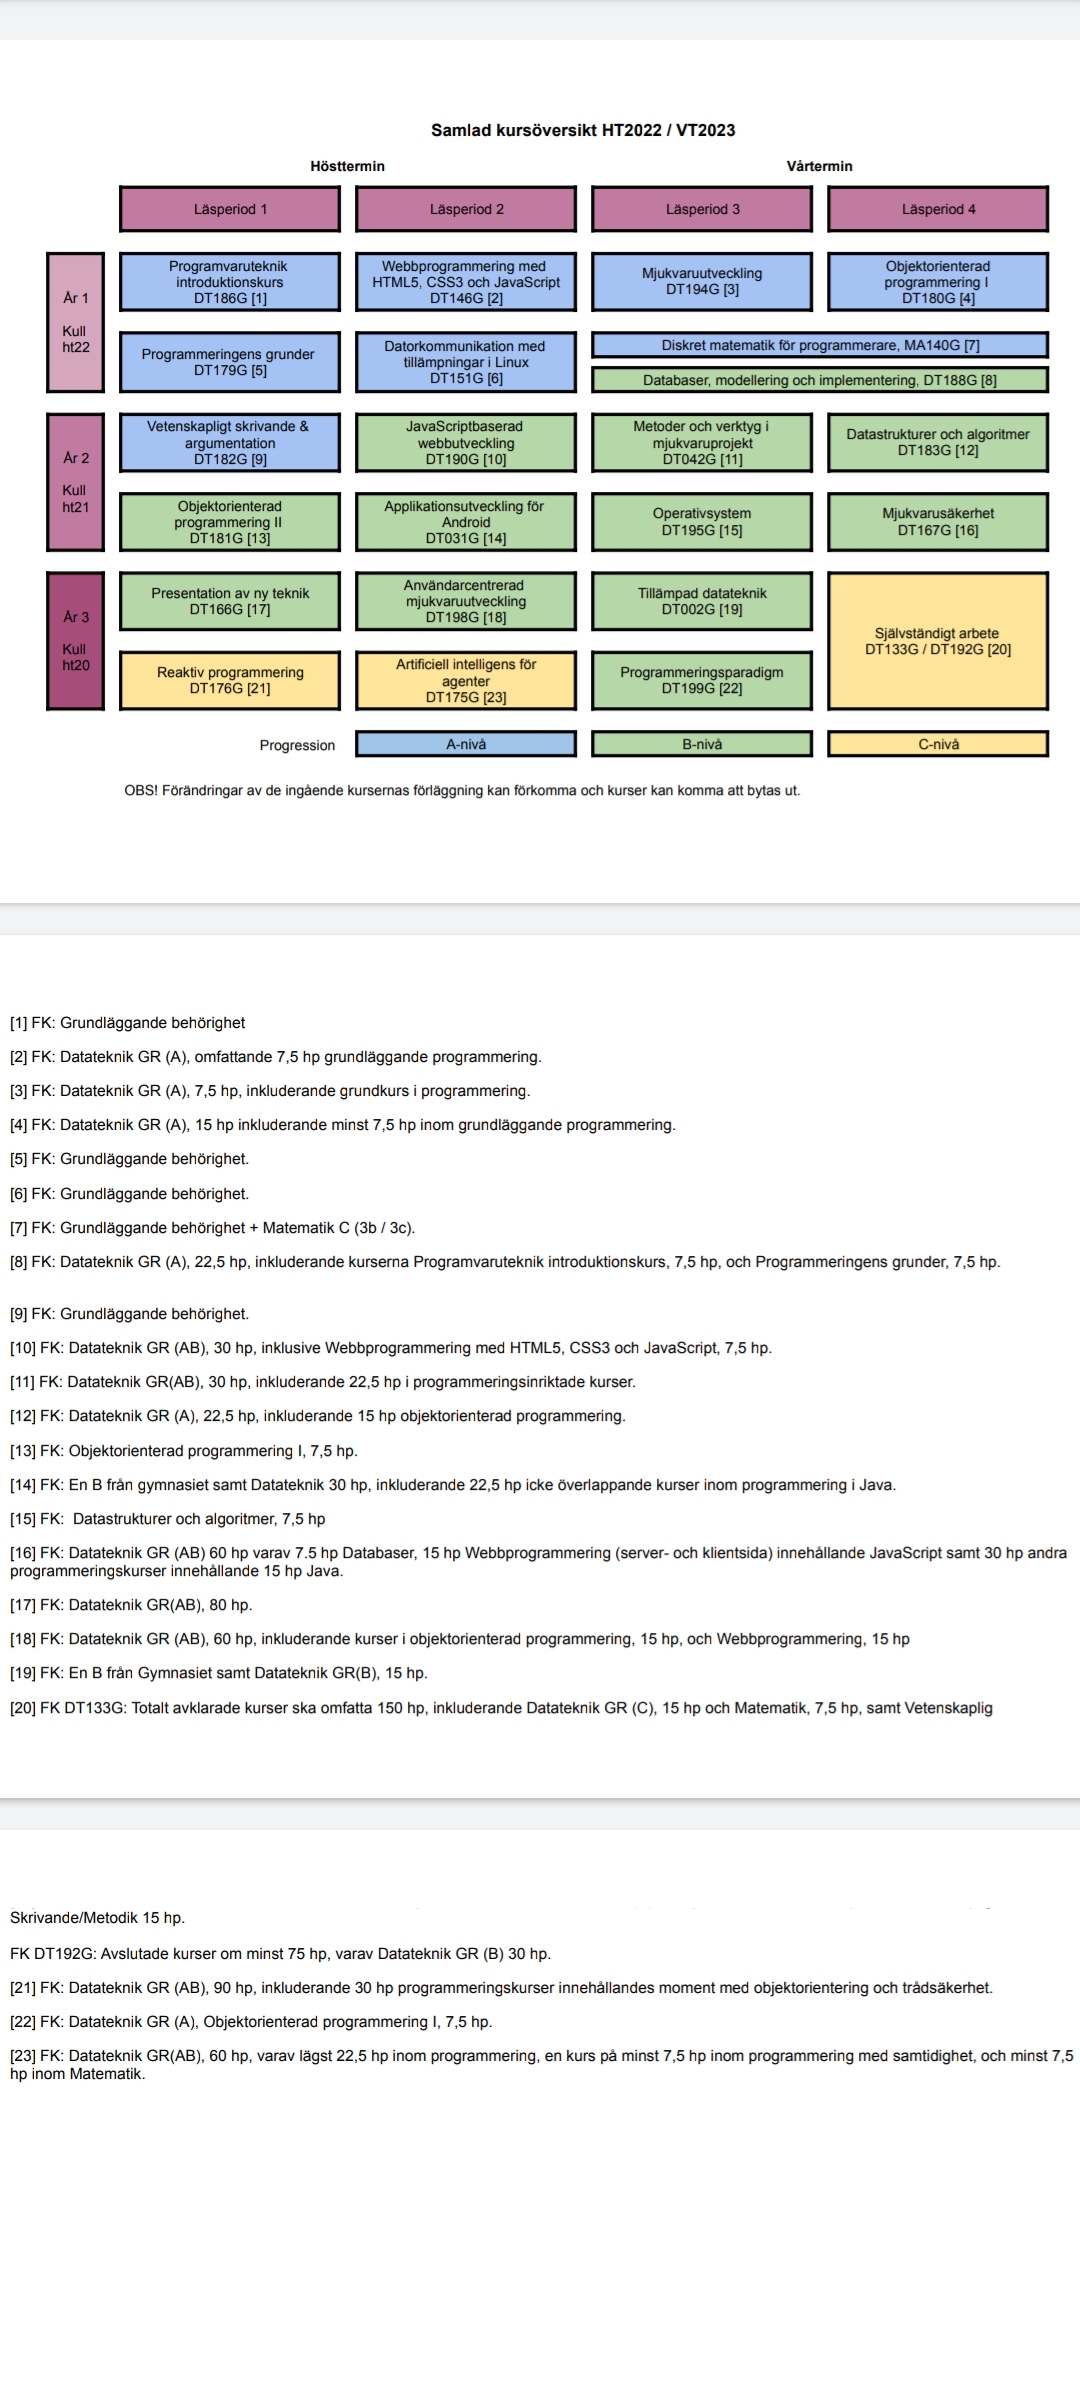 Samlad kursöversikt HT2022 / VT2023
Hösttermin
Vårtermin
Läsperiod 1
Läsperiod 2
Läsperiod 3
Läsperiod 4
År 1
Kull
ht22
Programvaruteknik
introduktionskurs
DT186G [1]
Webbprogrammering med
HTML5, CSS3 och JavaScript
DT146G [2]
Mjukvaruutveckling
DT194G [3]
Objektorienterad
programmering I
DT180G [4]
Programmeringens grunder
DT179G [5]
Datorkommunikation med
tillämpningar i Linux
DT151G [6]
Diskret matematik för programmerare, MA140G [7]
Databaser, modellering och implementering, DT188G [8]
År 2
Kull
ht21
Vetenskapligt skrivande &
argumentation
DT182G [9]
JavaScriptbaserad
webbutveckling
DT190G [10]
Metoder och verktyg i
mjukvaruprojekt
DT042G [11]
Datastrukturer och algoritmer
DT183G [12]
Objektorienterad
programmering II
DT181G [13]
Applikationsutveckling för
Android
DT031G [14]
Operativsystem
DT195G [15]
Mjukvarusäkerhet
DT167G [16]
År 3
Kull
ht20
Presentation av ny teknik
DT166G [17]
Användarcentrerad
mjukvaruutveckling
DT198G [18]
Tillämpad datateknik
DT002G [19]
Självständigt arbete
DT133G / DT192G [20]
Reaktiv programmering
DT176G [21]
Artificiell intelligens för
agenter
DT175G [23]
Programmeringsparadigm
DT199G [22]
Progression
A-nivå
B-nivå
C-nivå
OBS! Förändringar av de ingående kursernas förläggning kan förkomma och kurser kan komma att bytas ut.
[1] FK: Grundläggande behörighet
[2] FK: Datateknik GR (A), omfattande 7,5 hp grundläggande programmering.
[3] FK: Datateknik GR (A), 7,5 hp, inkluderande grundkurs i programmering.
[4] FK: Datateknik GR (A), 15 hp inkluderande minst 7,5 hp inom grundläggande programmering.
[5] FK: Grundläggande behörighet.
[6] FK: Grundläggande behörighet.
[7] FK: Grundläggande behörighet + Matematik C (3b / 3c).
[8] FK: Datateknik GR (A), 22,5 hp, inkluderande kurserna Programvaruteknik introduktionskurs, 7,5 hp, och Programmeringens grunder, 7,5 hp.
[9] FK: Grundläggande behörighet.
[10] FK: Datateknik GR (AB), 30 hp, inklusive Webbprogrammering med HTML5, CSS3 och JavaScript, 7,5 hp.
[11] FK: Datateknik GR(AB), 30 hp, inkluderande 22,5 hp i programmeringsinriktade kurser.
[12] FK: Datateknik GR (A), 22,5 hp, inkluderande 15 hp objektorienterad programmering.
[13] FK: Objektorienterad programmering I, 7,5 hp.
[14] FK: En B från gymnasiet samt Datateknik 30 hp, inkluderande 22,5 hp icke överlappande kurser inom programmering i Java.
[15] FK: Datastrukturer och algoritmer, 7,5 hp
[16] FK: Datateknik GR (AB) 60 hp varav 7.5 hp Databaser, 15 hp Webbprogrammering (server- och klientsida) innehållande JavaScript samt 30 hp andra
programmeringskurser innehållande 15 hp Java.
[17] FK: Datateknik GR(AB), 80 hp.
[18] FK: Datateknik GR (AB), 60 hp, inkluderande kurser i objektorienterad programmering, 15 hp, och Webbprogrammering, 15 hp
[19] FK: En B från Gymnasiet samt Datateknik GR(B), 15 hp.
[20] FK DT133G: Totalt avklarade kurser ska omfatta 150 hp, inkluderande Datateknik GR (C), 15 hp och Matematik, 7,5 hp, samt Vetenskaplig
Skrivande/Metodik 15 hp.
FK DT192G: Avslutade kurser om minst 75 hp, varav Datateknik GR (B) 30 hp.
[21] FK: Datateknik GR (AB), 90 hp, inkluderande 30 hp programmeringskurser innehållandes moment med objektorientering och trådsäkerhet.
[22] FK: Datateknik GR (A), Objektorienterad programmering I, 7,5 hp.
[23] FK: Datateknik GR(AB), 60 hp, varav lägst 22,5 hp inom programmering, en kurs på minst 7,5 hp inom programmering med samtidighet, och minst 7,5
hp inom Matematik.